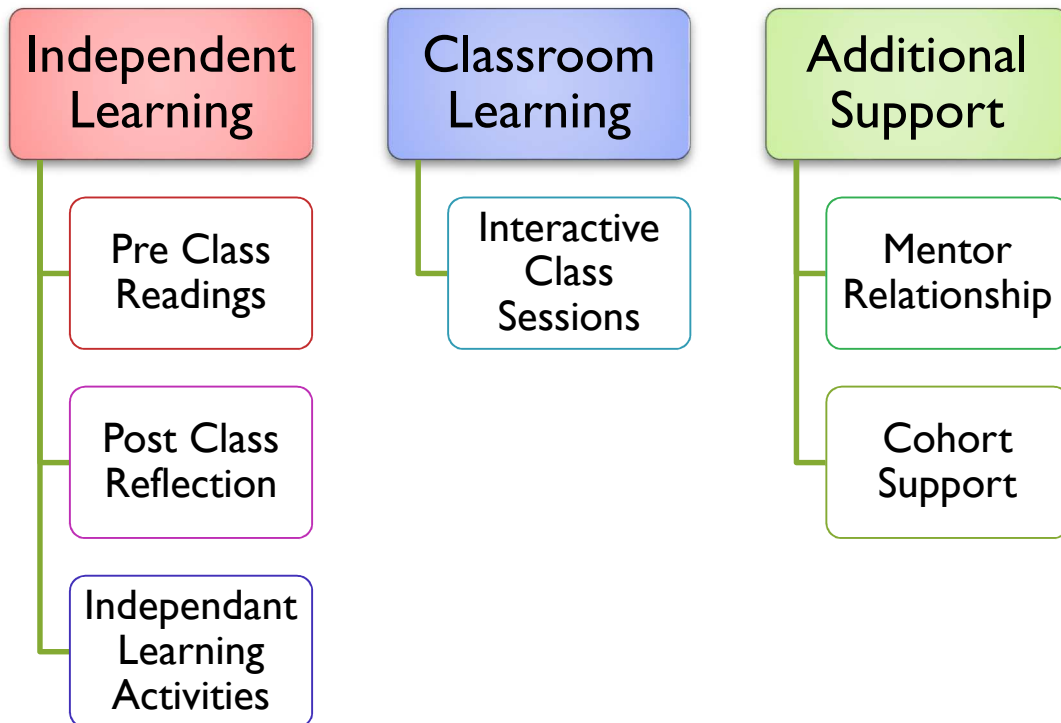 Independent
Learning
Pre Class
Readings
Post Class
Reflection
Independant
Learning
Activities
Classroom
Learning
Interactive
Class
Sessions
Additional
Support
Mentor
Relationship
Cohort
Support